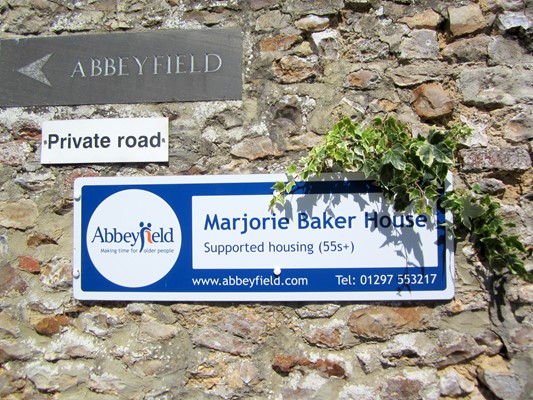 ABBEYFIELD
Private road
Abbeyfield
Making time for older people
Marjorie Baker House
Supported housing (55s+)
www.abbeyfield.com Tel: 01297 553217